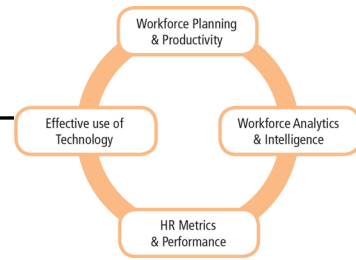 Workforce Planning
& Productivity
Effective use of
Technology
Workforce Analytics
& Intelligence
HR Metrics
& Performance